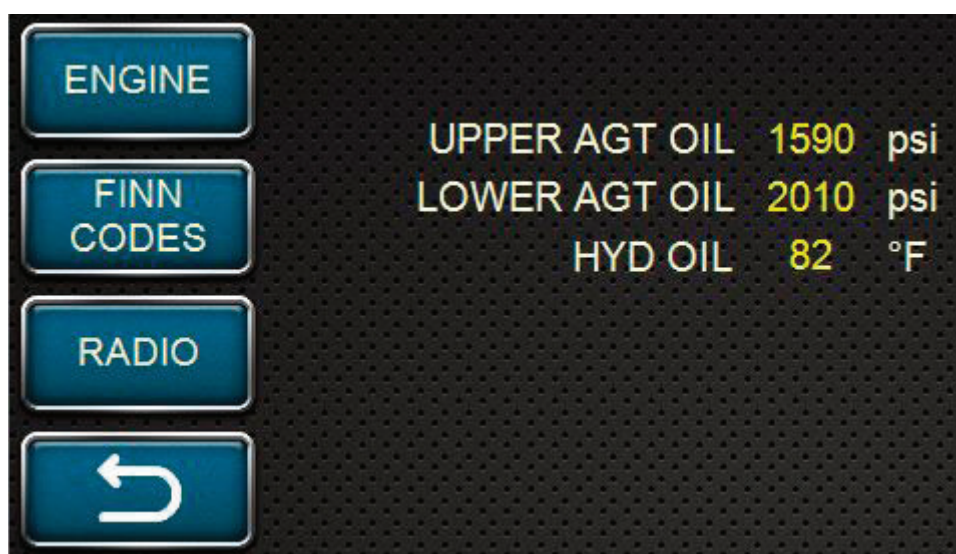 ENGINE
FINN
CODES
RADIO
UPPER AGT OIL 1590 psi
LOWER AGT OIL 2010 psi
HYD OIL 82 °F